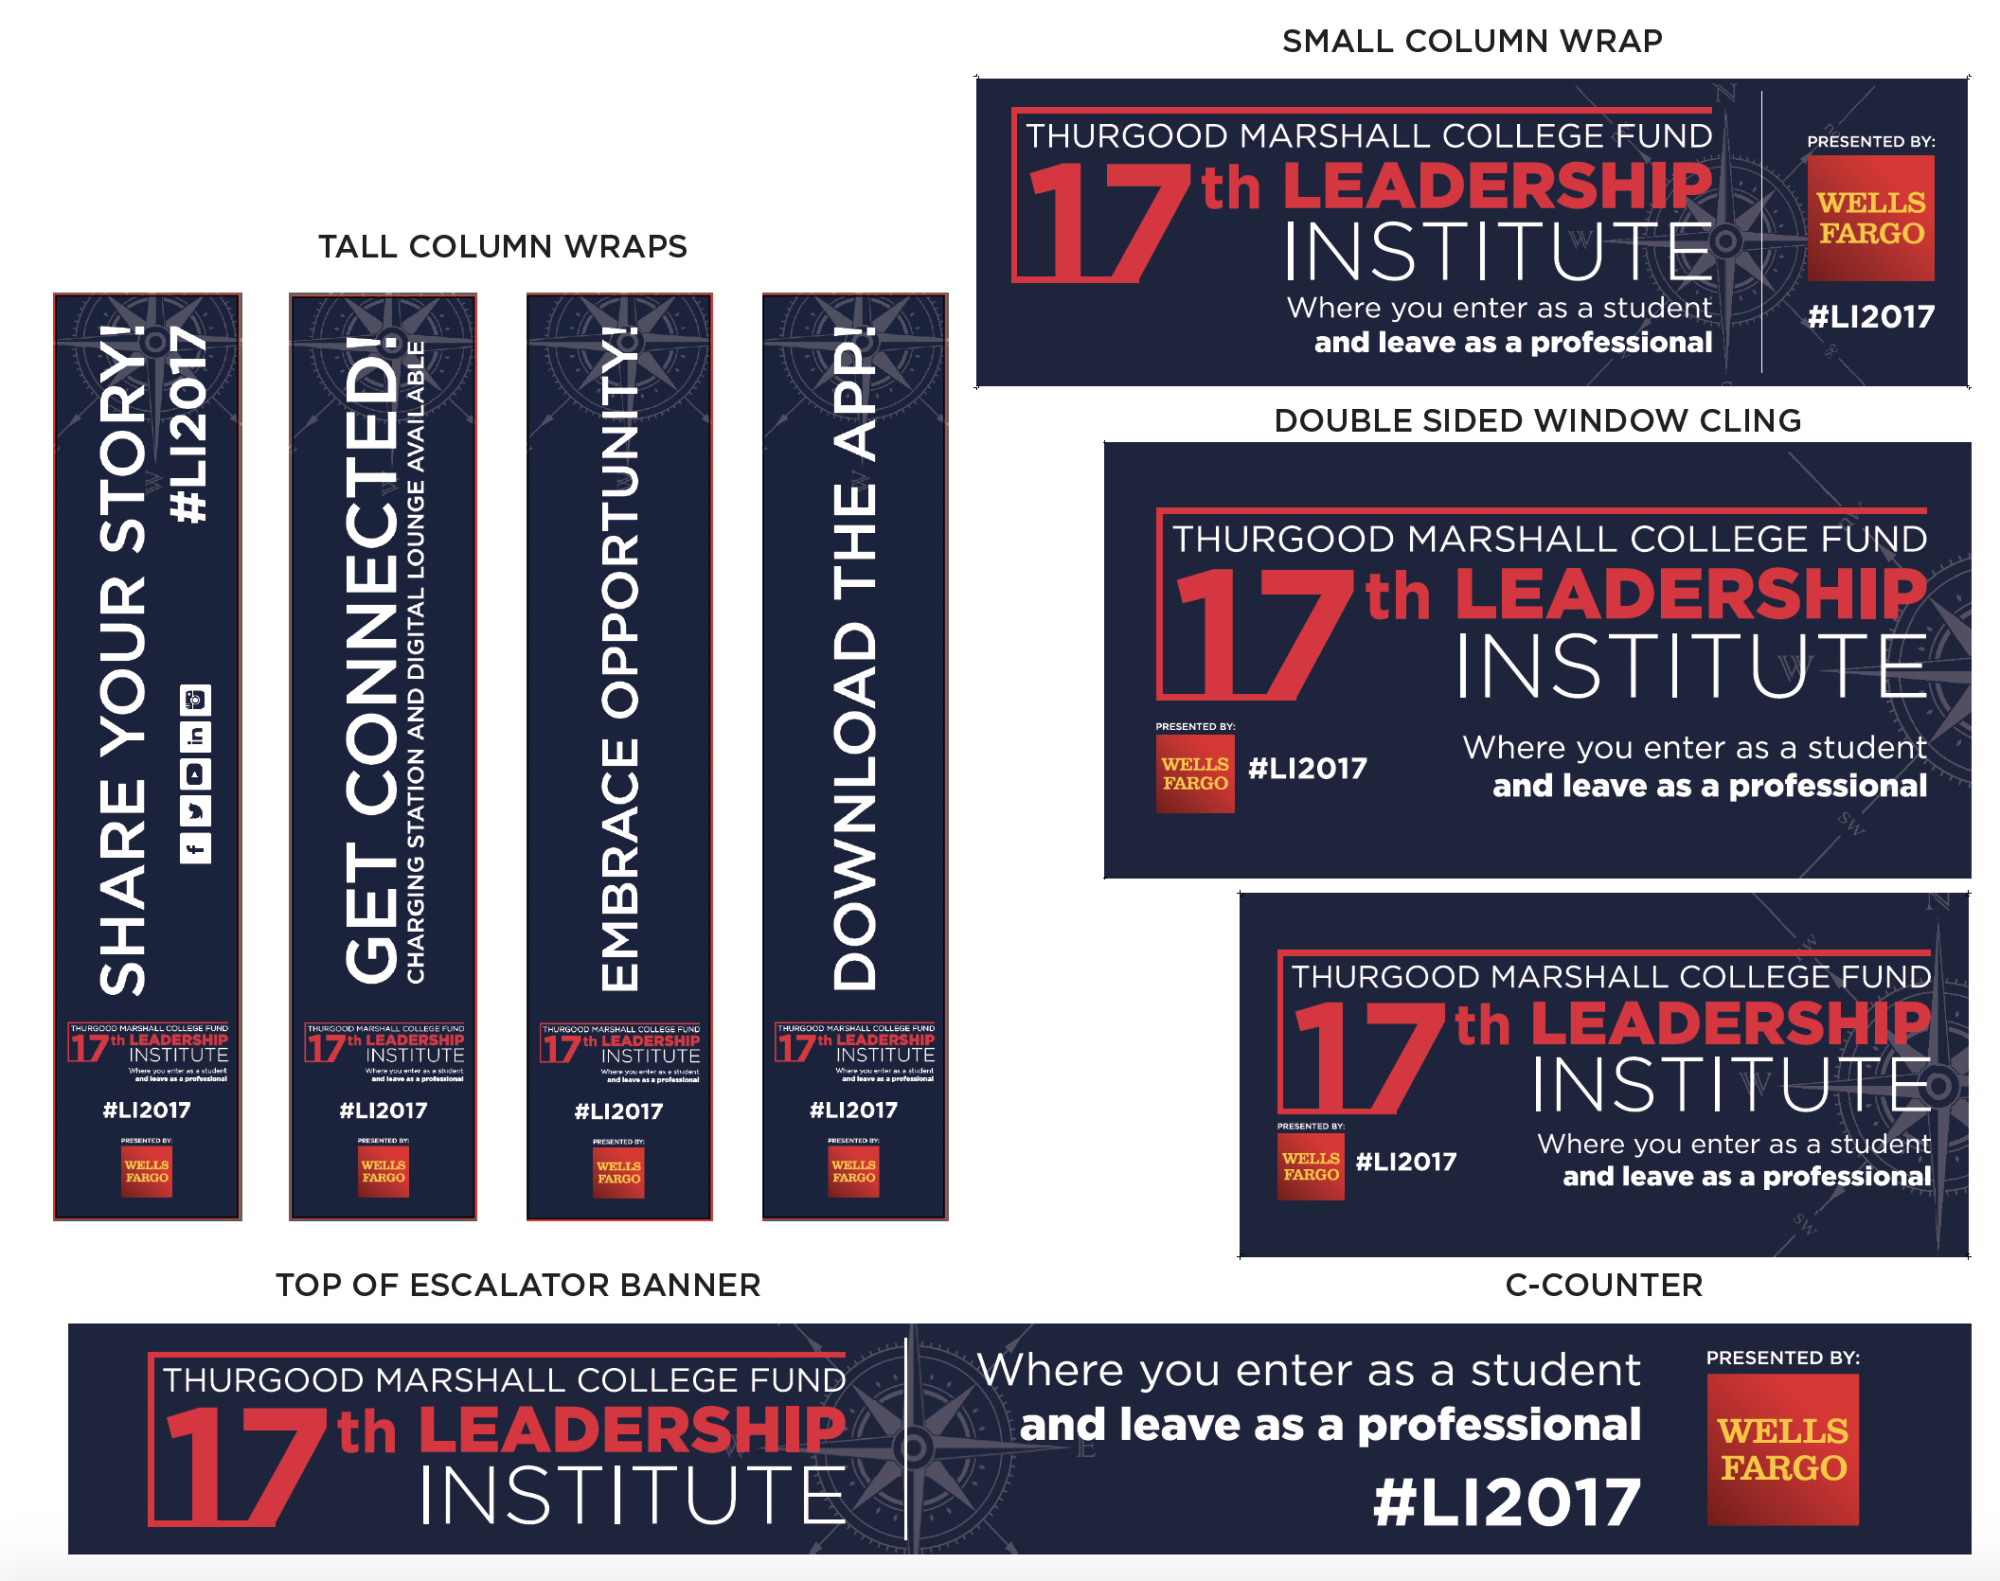 SMALL COLUMN WRAP
THURGOOD MARSHALL COLLEGE FUND
17th LEADERSHIP
INSTITUTE
Where you enter as a student
and leave as a professional
PRESENTED BY:
WELLS
FARGO
#LI2017
N
W
se
TALL COLUMN WRAPS
SHARE YOUR STORY!
#LI2017
f
in
W
THURGOOD MARSHALL COLLEGE FUND
17th LEADERSHIP
INSTITUTE
Where you enter as a student
and leave as a professional
#LI2017
PRESENTED BY:
WELLS
FARGO
GET CONNECTED!
CHARGING STATION AND DIGITAL LOUNGE AVAILABLE
THURGOOD MARSHALL COLLEGE FUND
17th LEADERSHIP
INSTITUTE
Where you enter as a student
and leave as a professional
#LI2017
PRESENTED BY:
WELLS
FARGO
EMBRACE OPPORTUNITY!
W
THURGOOD MARSHALL COLLEGE FUND
17th LEADERSHIP
INSTITUTE
Where you enter as a student
and leave as a professional
#LI2017
PRESENTED BY:
WELLS
FARGO
DOWNLOAD THE APP!
W
THURGOOD MARSHALL COLLEGE FUND
17th LEADERSHIP
INSTITUTE
Where you enter as a student
and leave as a professional
#LI2017
PRESENTED BY:
WELLS
FARGO
DOUBLE SIDED WINDOW CLING
THURGOOD MARSHALL COLLEGE FUND
17th LEADERSHIP
INSTITUTE
PRESENTED BY:
WELLS
FARGO
#LI2017
Where you enter as a student
and leave as a professional
nw
W
sw
THURGOOD MARSHALL COLLEGE FUND
17th LEADERSHIP
INSTITUTE
PRESENTED BY:
WELLS
FARGO
#LI2017
Where you enter as a student
and leave as a professional
N
nw
W
sw
C-COUNTER
TOP OF ESCALATOR BANNER
THURGOOD MARSHALL COLLEGE FUND
17th LEADERSHIP
INSTITUTE
Where you enter as a student
and leave as a professional
#LI2017
PRESENTED BY:
WELLS
FARGO
W
E